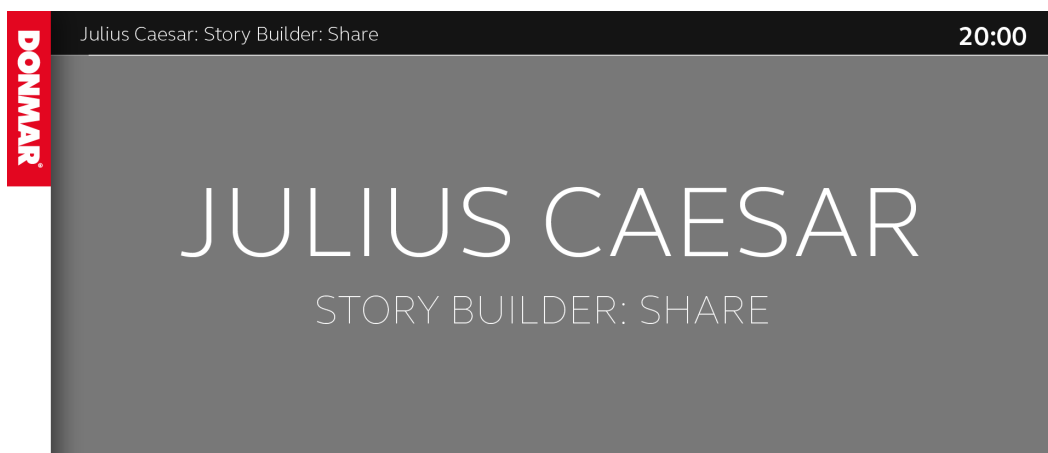 DONMAR®
Julius Caesar: Story Builder: Share
20:00
JULIUS CAESAR
STORY BUILDER: SHARE